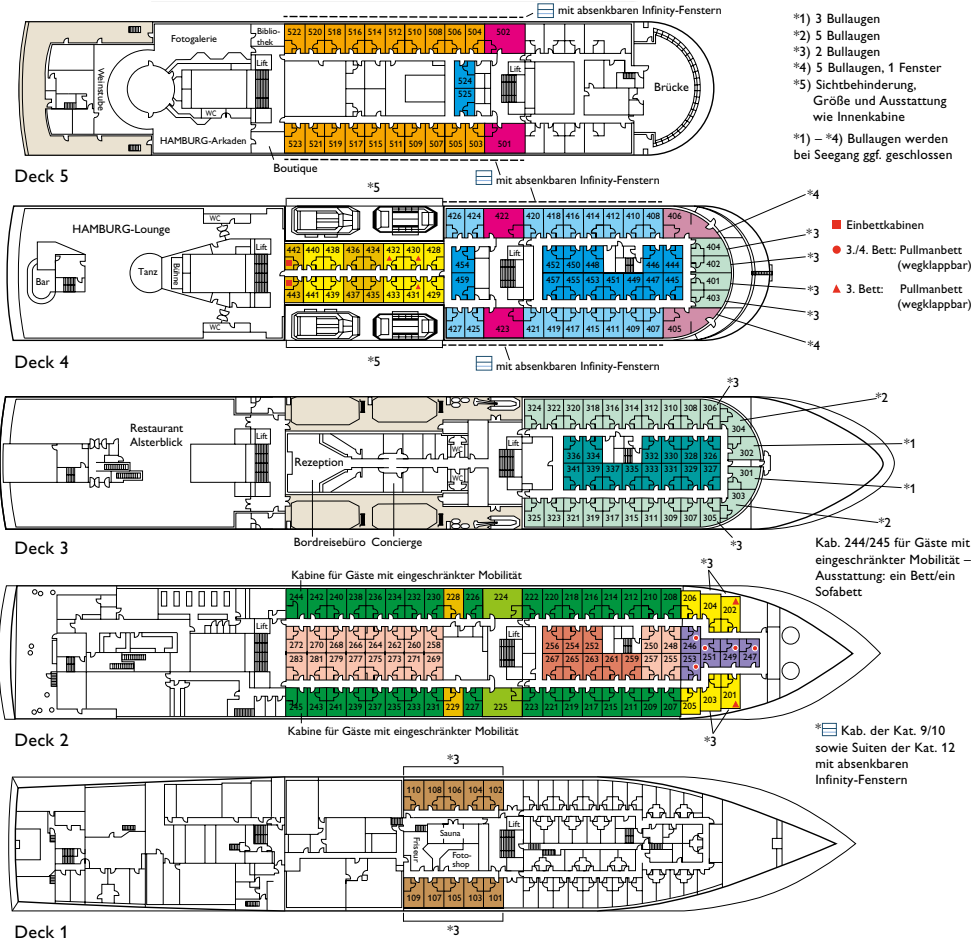 mit absenkbaren Infinity-Fenstern
Fotogalerie
Biblio-
thek
522 520 518 516 514 512 510 508 506 504 502
Lift
Lift
Weinstube
524
525
Brücke
WC
HAMBURG-Arkaden
523 521 519 517 515 511 509 507 505 503 501
Boutique
Deck 5
mit absenkbaren Infinity-Fenstern
*1) 3 Bullaugen
*2) 5 Bullaugen
*3) 2 Bullaugen
*4) 5 Bullaugen, 1 Fenster
*5) Sichtbehinderung,
Größe und Ausstattung
wie Innenkabine
*1) – *4) Bullaugen werden
bei Seegang ggf. geschlossen
*5
*4
*3
*3
*3
*3
*4
WC
HAMBURG-Lounge
426 424 422 420 418 416 414 412 410 408 406
Lift
442 440 438 436 434 432 430 428
Lift
404
402
401
403
Bar
Tanz
Bühne
454
459
452 450 448 446 444
457 455 453 451 449 447 445
443 441 439 437 435 433 431 429
WC
427 425 423 421 419 417 415 411 409 407 405
Deck 4
*5
mit absenkbaren Infinity-Fenstern
Einbettkabinen
3./4. Bett: Pullmanbett
(wegklappbar)
3. Bett: Pullmanbett
(wegklappbar)
*3
*2
*1
*1
*2
*3
324 322 320 318 316 314 312 310 308 306
304
302
301
303
Restaurant
Alsterblick
Lift
Rezeption
WC
WC
Lift
336 334 332 330 328 326
341 339 337 335 333 331 329 327
325 323 321 319 317 315 311 309 307 305
Bordreisebüro Concierge
Deck 3
Kab. 244/245 für Gäste mit
eingeschränkter Mobilität –
Ausstattung: ein Bett/ein
Sofabett
Kabine für Gäste mit eingeschränkter Mobilität
*3
244 242 240 238 236 234 232 230 228 226 224 222 220 218 216 214 212 210 208 206 204 202
Lift
272 270 268 266 264 262 260 258
283 281 279 277 275 273 271 269
Lift
256 254 252 250 248 246
267 265 263 261 259 257 255 253 251 249 247
245 243 241 239 237 235 233 231 229 227 225 223 221 219 217 215 211 209 207 205 203 201
Kabine für Gäste mit eingeschränkter Mobilität
*3
Deck 2
* Kab. der Kat. 9/10
sowie Suiten der Kat. 12
mit absenkbaren
Infinity-Fenstern
*3
110 108 106 104 102
Sauna
Lift
Friseur
Foto-
shop
109 107 105 103 101
*3
Deck 1